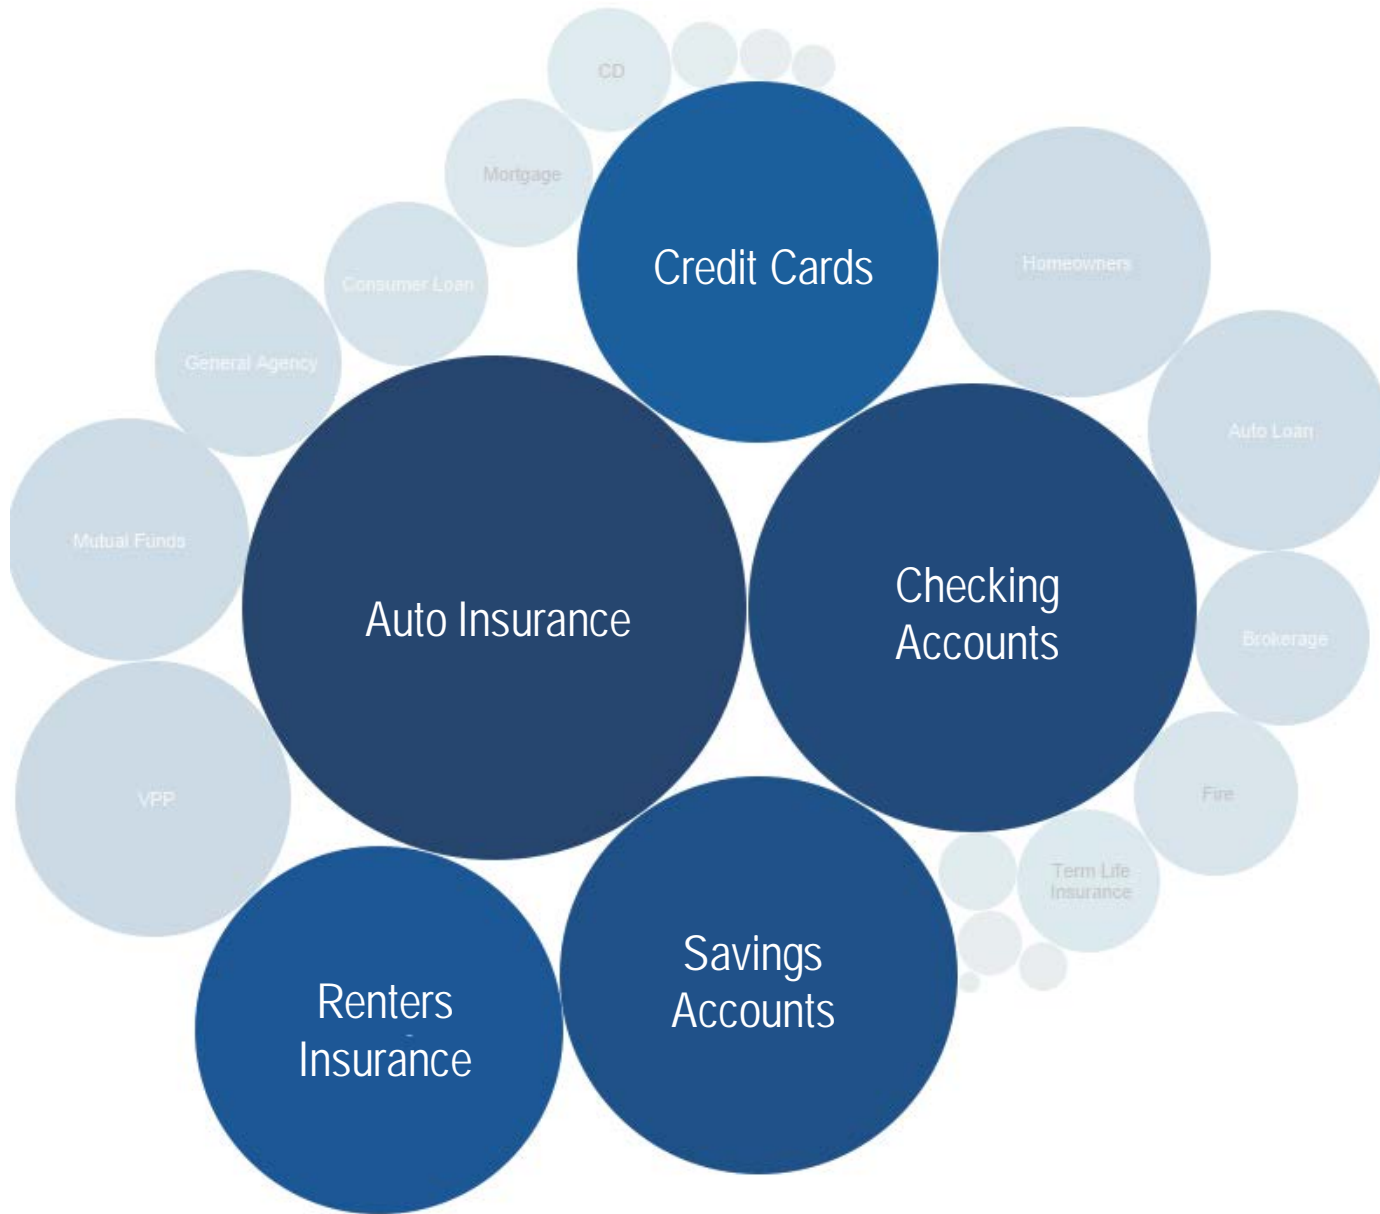 CD
Mortgage
Credit Cards
Homeowners
Consumer Loan
General Agency
Auto Loan
Mutual Funds
Auto Insurance
Checking
Accounts
Brokerage
VPP
Fire
Term Life
Insurance
Savings
Accounts
Renters
Insurance